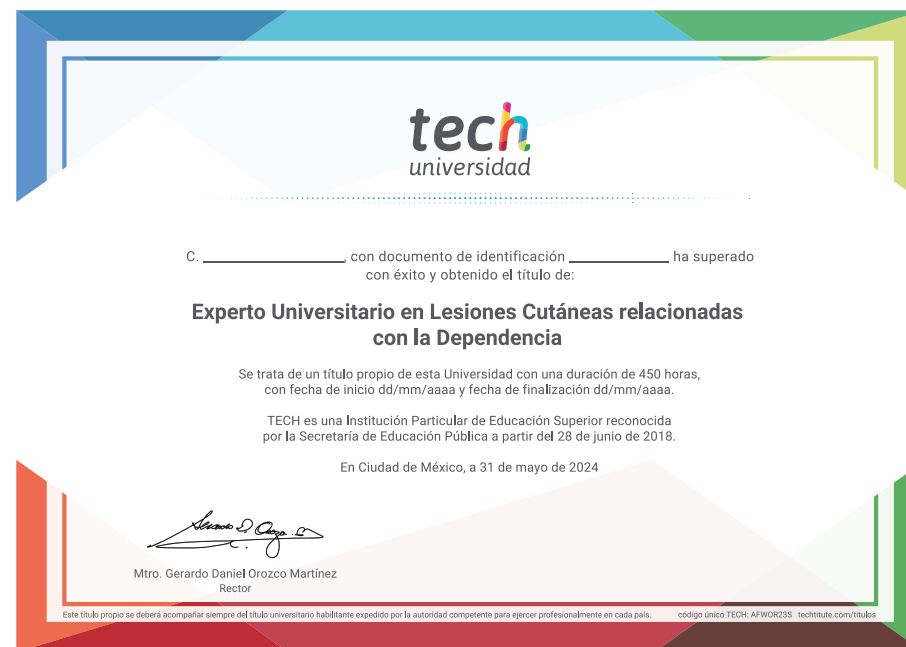 tech
universidad
C. ____________________, con documento de identificación ______________ ha superado
con éxito y obtenido el título de:
Experto Universitario en Lesiones Cutáneas relacionadas
con la Dependencia
Se trata de un título propio de esta Universidad con una duración de 450 horas,
con fecha de inicio dd/mm/aaaa y fecha de finalización dd/mm/aaaa.
TECH es una Institución Particular de Educación Superior reconocida
por la Secretaría de Educación Pública a partir del 28 de junio de 2018.
En Ciudad de México, a 31 de mayo de 2024
Mtro. Gerardo Daniel Orozco Martínez
Rector
Este título propio se deberá acompañar siempre del título universitario habilitante expedido por la autoridad competente para ejercer profesionalmente en cada país. código único TECH: AFWOR23S techtitute.com/titulos